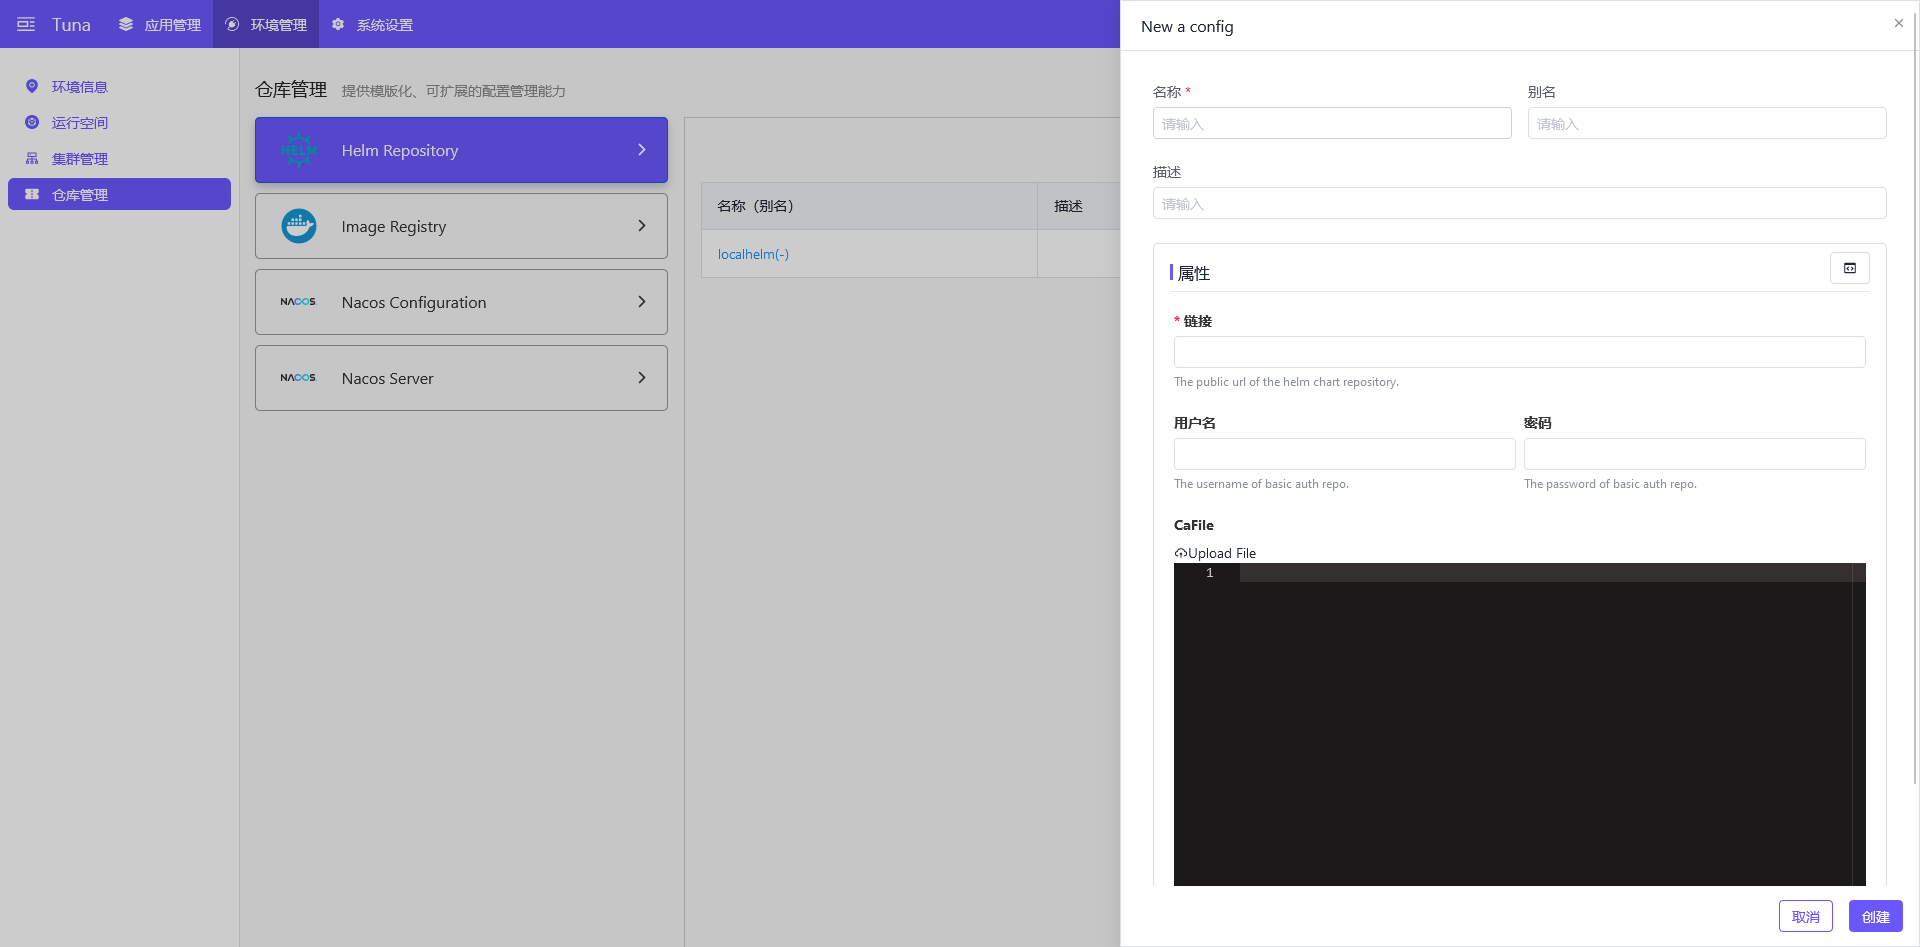 Tuna
应用管理
环境管理
系统设置
环境信息
运行空间
集群管理
仓库管理
仓库管理 提供模版化、可扩展的配置管理能力
HELM
Helm Repository
Image Registry
NACOS.
Nacos Configuration
NACOS.
Nacos Server
名称（别名） 描述
localhelm(-)
New a config
名称 * 别名
请输入 请输入
描述
请输入
属性
* 链接
The public url of the helm chart repository.
用户名 密码
The username of basic auth repo. The password of basic auth repo.
CaFile
Upload File
1
取消 创建